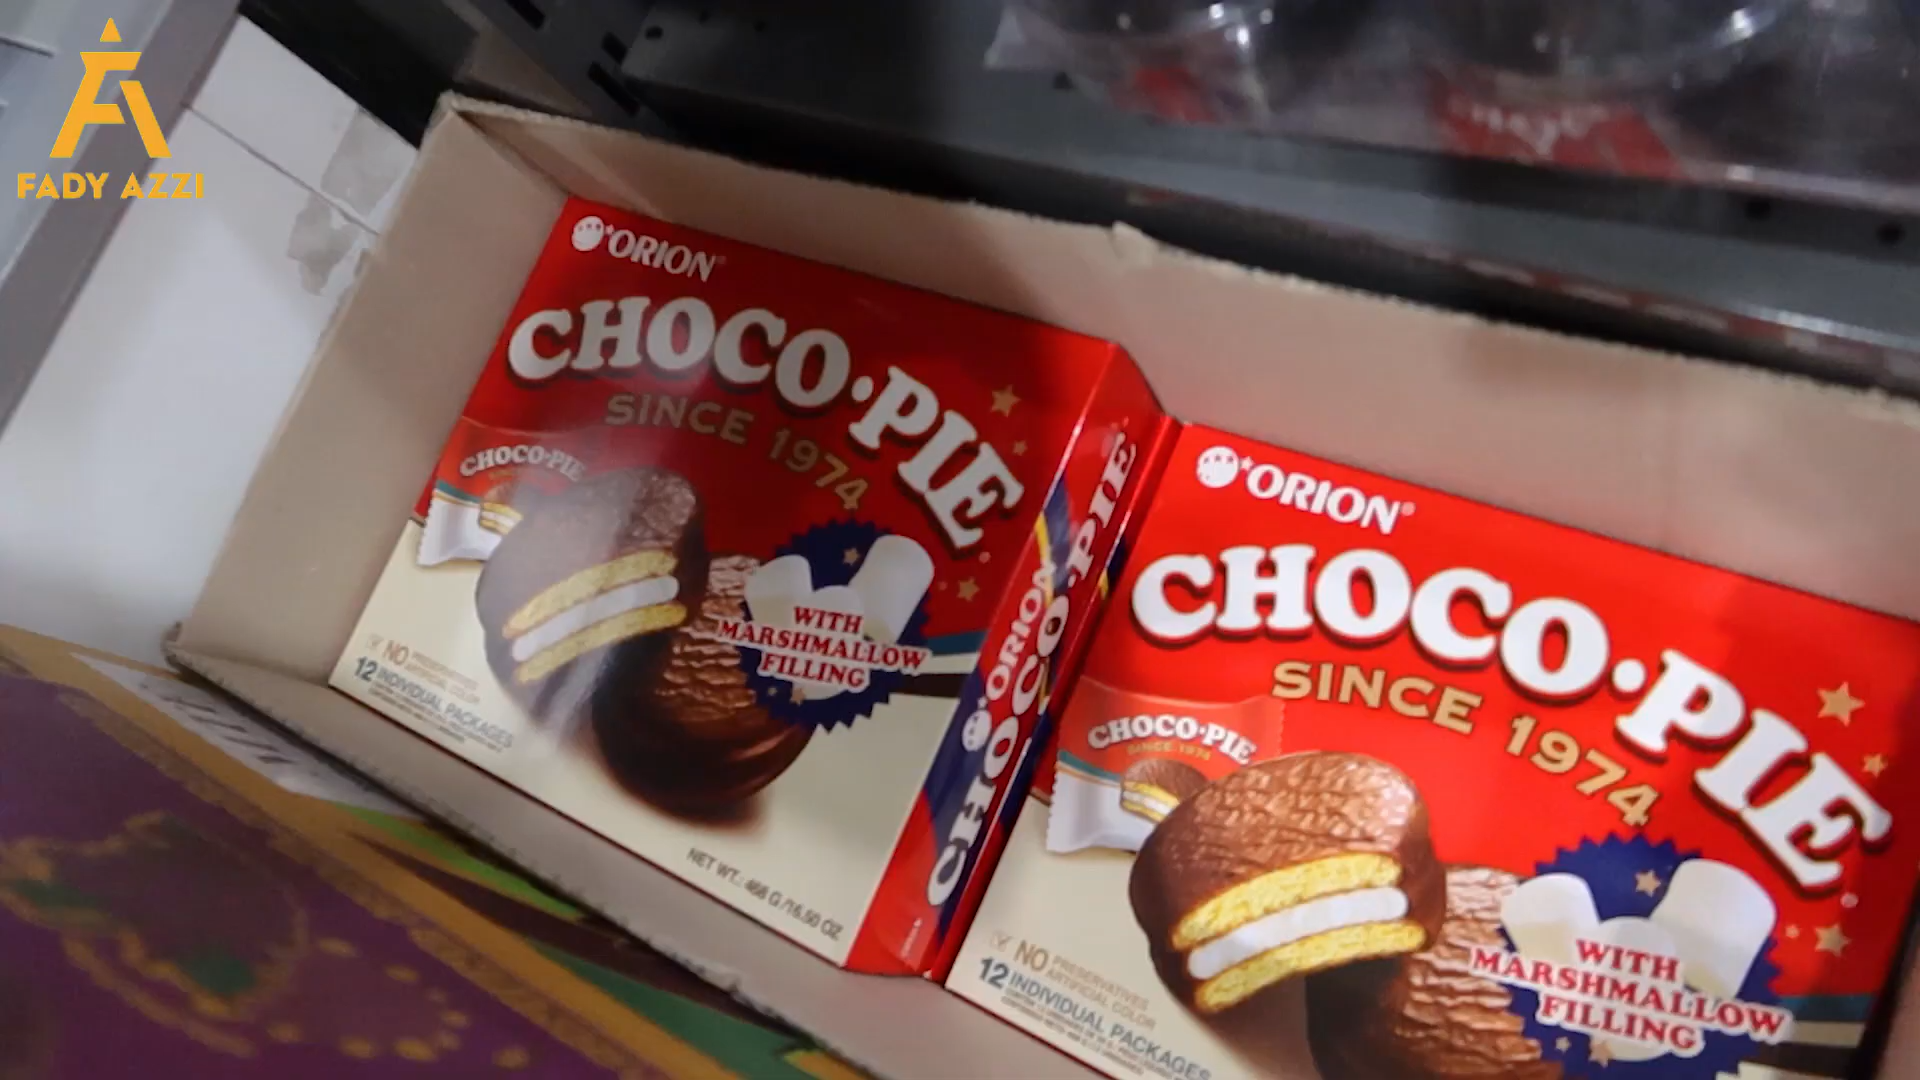 FADY AZZI
ORION
CHOCO·PIE
SINCE 1974
CHOCO·PIE
WITH
MARSHMALLOW
FILLING
NO PRESERVATIVES
ARTIFICIAL COLOR
12 INDIVIDUAL PACKAGES
NET WT.: 468 G /16.50 OZ
ORION
CHOCO·PIE
ORION
CHOCO·PIE
SINCE 1974
CHOCO·PIE
SINCE 1974
WITH
MARSHMALLOW
FILLING
NO PRESERVATIVES
ARTIFICIAL COLOR
12 INDIVIDUAL PACKAGES